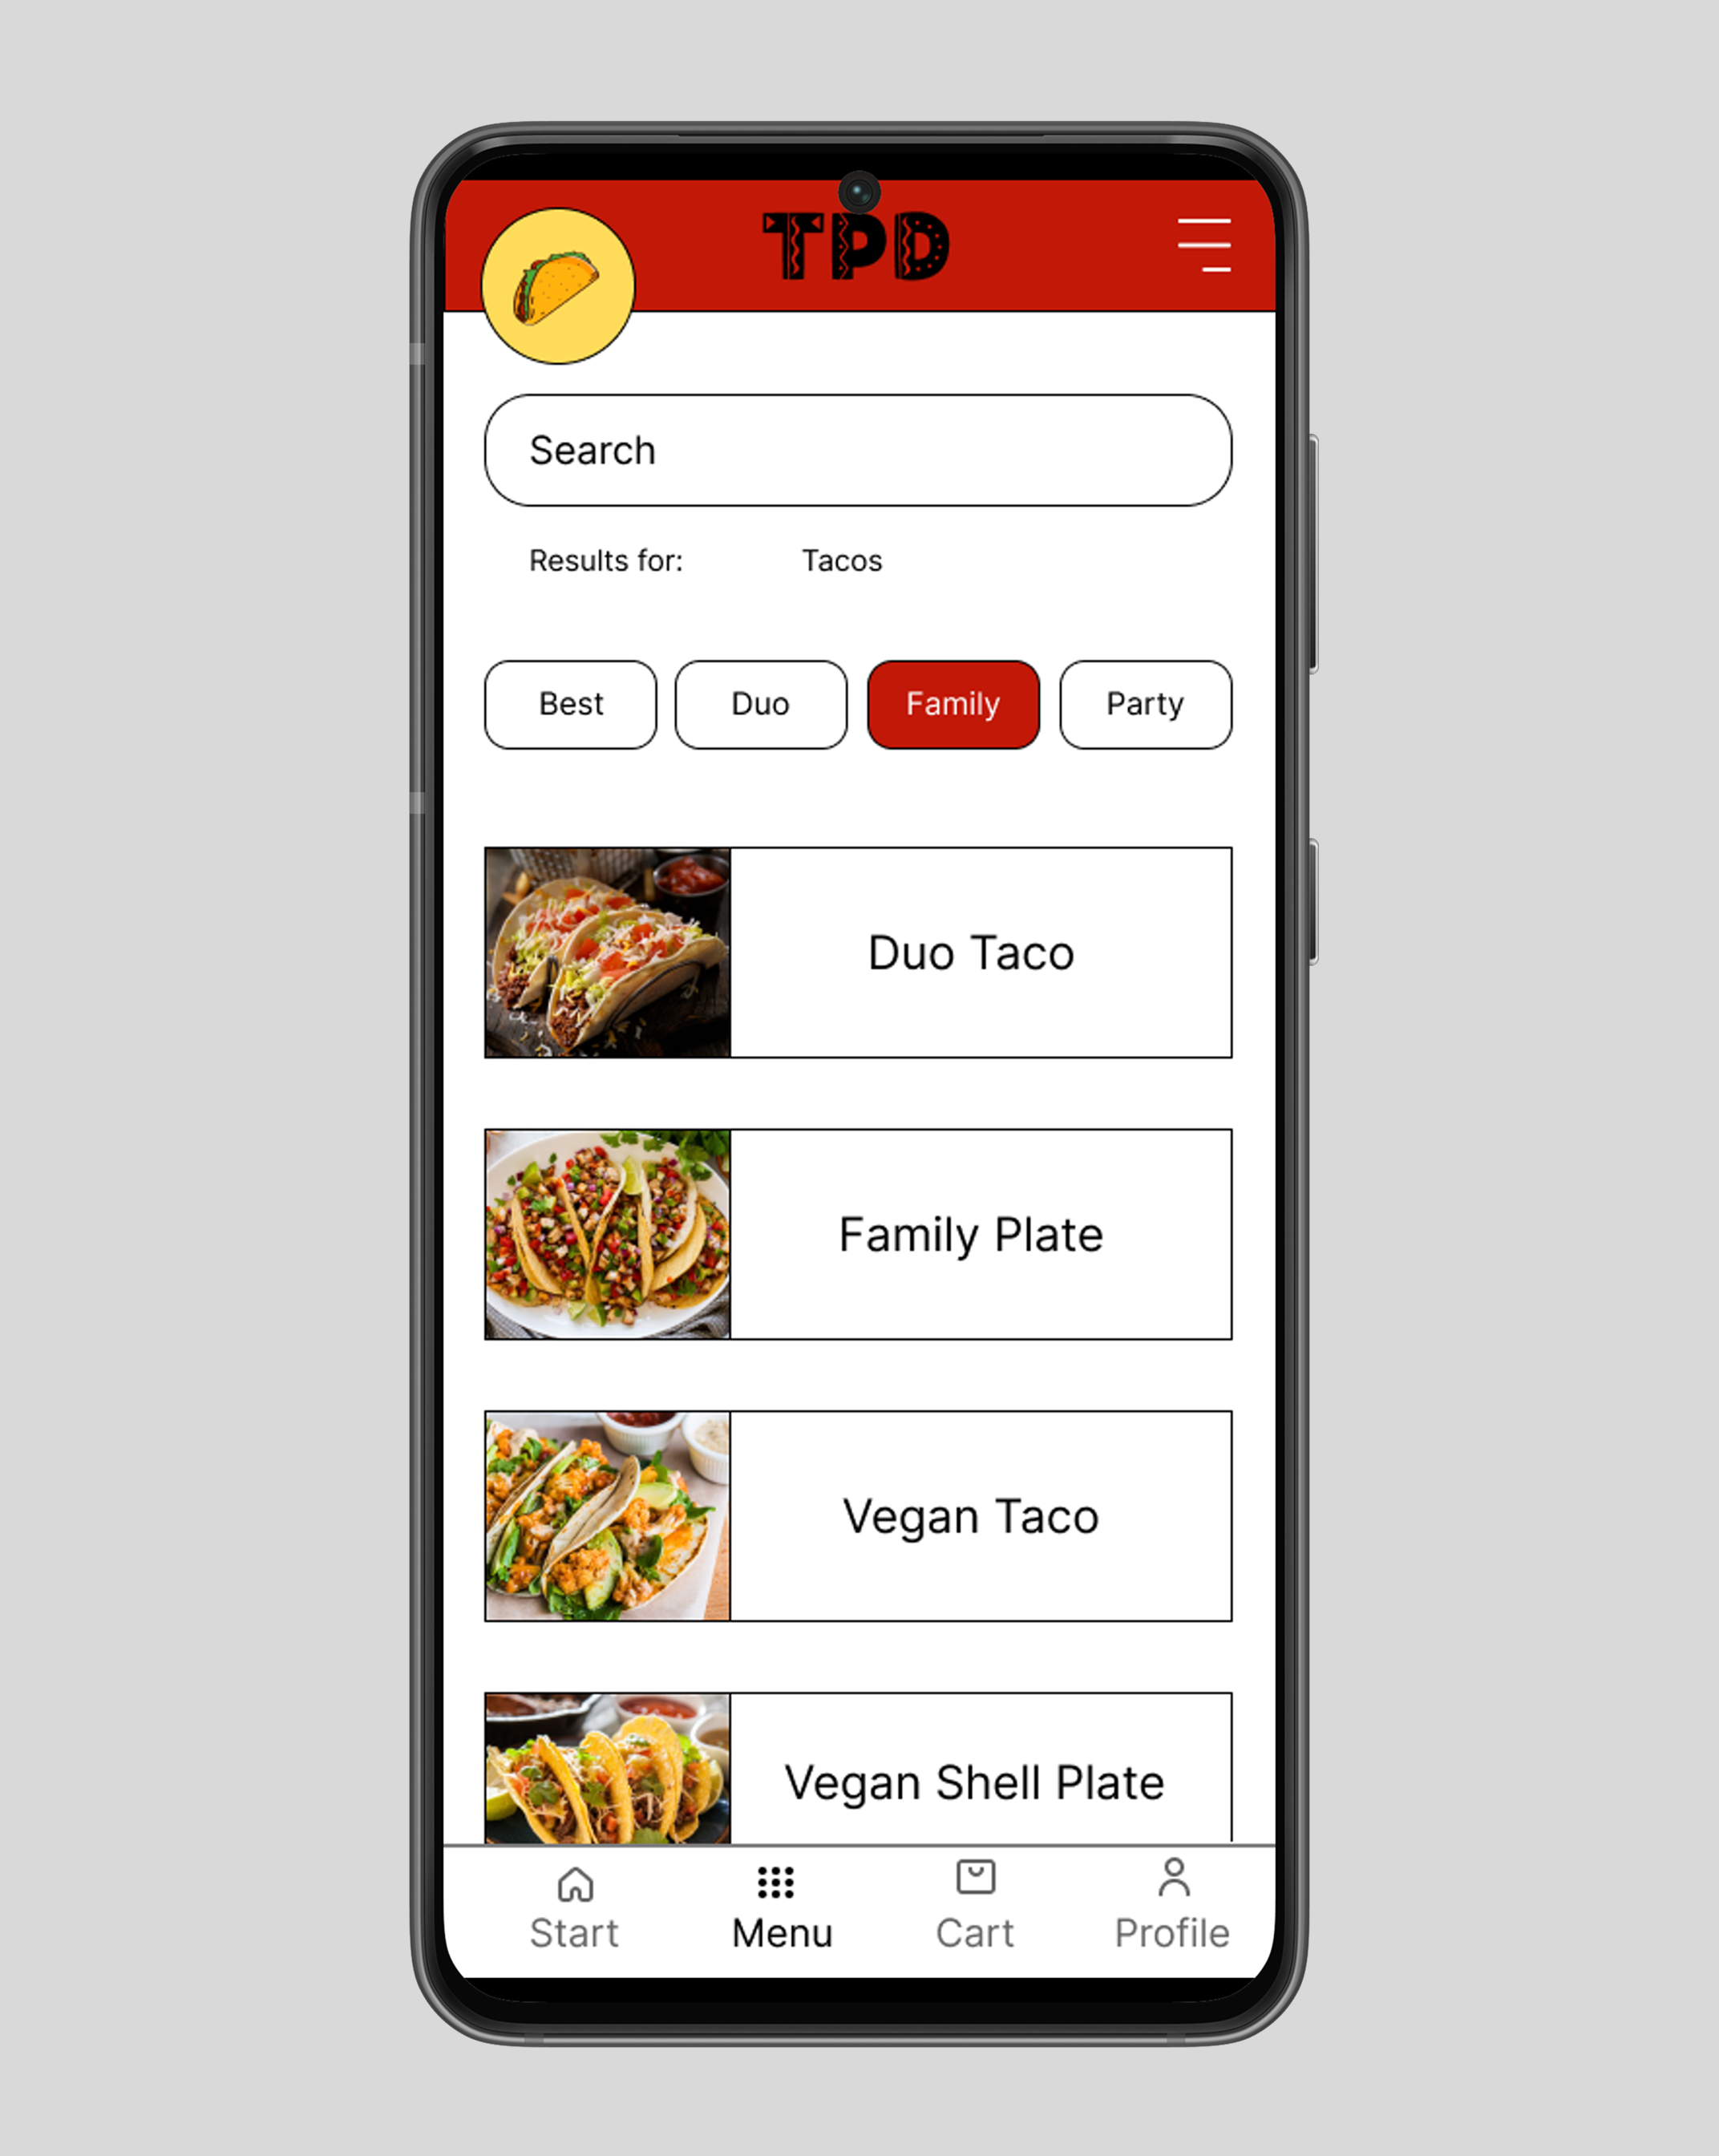 TPD
Search
Results for: Tacos
Best Duo Family Party
Duo Taco
Family Plate
Vegan Taco
Vegan Shell Plate
Start Menu Cart Profile